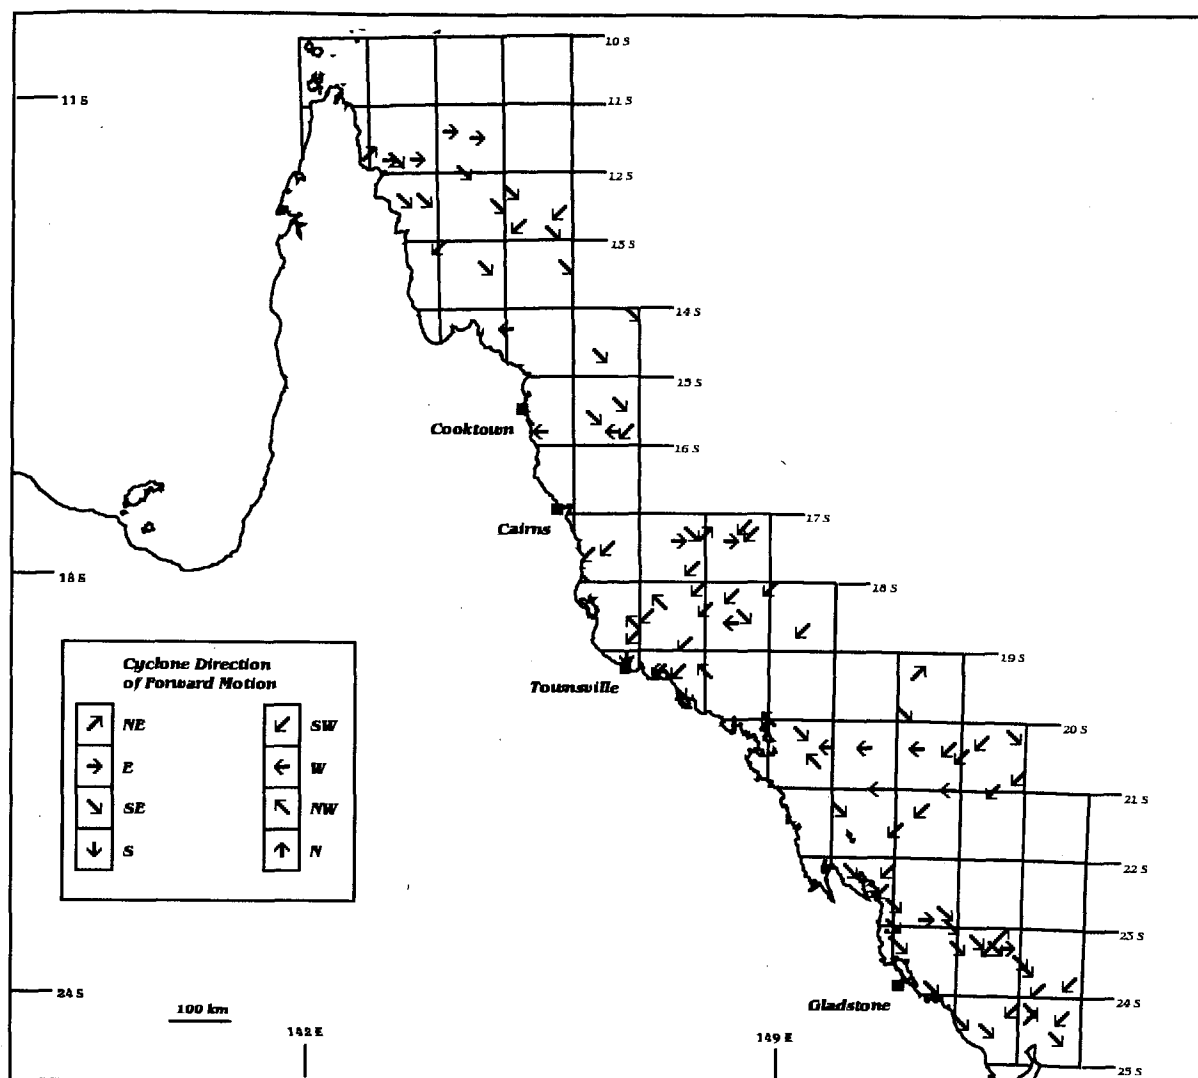 10 S
11 S
11 S
12 S
13 S
14 S
15 S
Cooktown
16 S
Cairns
17 S
18 S
18 S
Cyclone Direction
of Forward Motion
NE
SW
E
W
SE
NW
S
N
19 S
Townsville
20 S
21 S
22 S
23 S
24 S
Gladstone
24 S
100 km
142 E
149 E
25 S